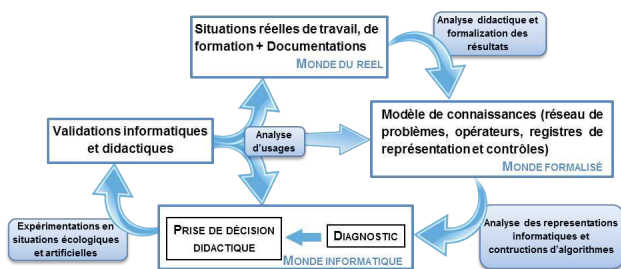 Situations réelles de travail, de
formation + Documentations
MONDE DU REEL
Analyse didactique et
formalization des
résultats
Validations informatiques
et didactiques
Analyse
d'usages
Modèle de connaissances (réseau de
problèmes, opérateurs, registres de
représentation et contrôles)
MONDE FORMALISÉ
Expérimentations en
situations écologiques
et artificielles
PRISE DE DÉCISION
DIDACTIQUE
DIAGNOSTIC
MONDE INFORMATIQUE
Analyse des representations
informatiques et
contructions d'algorithmes